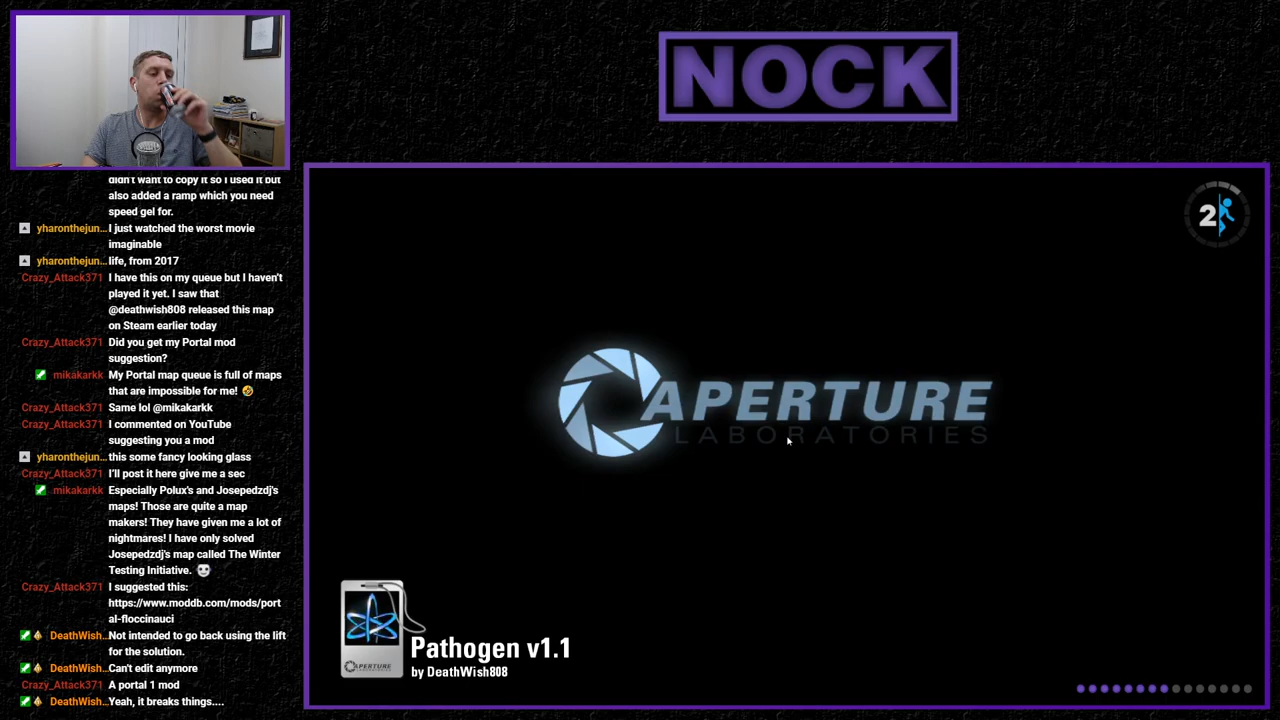 NOCK
didn't want to copy it so I used it but
also added a ramp which you need
speed gel for.
yharonthejun... I just watched the worst movie
imaginable
yharonthejun... life, from 2017
Crazy_Attack371 I have this on my queue but I haven't
played it yet. I saw that
@deathwish808 released this map
on Steam earlier today
Crazy_Attack371 Did you get my Portal mod
suggestion?
mikakarkk My Portal map queue is full of maps
that are impossible for me! 🤣
Crazy_Attack371 Same lol @mikakarkk
Crazy_Attack371 I commented on YouTube
suggesting you a mod
yharonthejun... this some fancy looking glass
Crazy_Attack371 I'll post it here give me a sec
mikakarkk Especially Polux's and Josepedzdj's
maps! Those are quite a map
makers! They have given me a lot of
nightmares! I have only solved
Josepedzdj's map called The Winter
Testing Initiative.
Crazy_Attack371 I suggested this:
https://www.moddb.com/mods/port
al-floccinauci
DeathWish... Not intended to go back using the lift
for the solution.
DeathWish... Can't edit anymore
Crazy_Attack371 A portal 1 mod
DeathWish... Yeah, it breaks things....
2
APERTURE
LABORATORIES
APERTURE
Pathogen v1.1
by DeathWish808